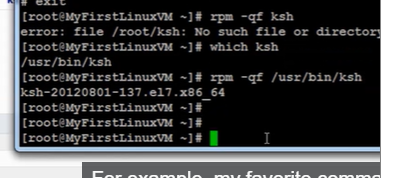 # exit
[root@MyFirstLinuxVM ~]# rpm -qf ksh
error: file /root/ksh: No such file or directory
[root@MyFirstLinuxVM ~]# which ksh
/usr/bin/ksh
[root@MyFirstLinuxVM ~]# rpm -qf /usr/bin/ksh
ksh-20120801-137.el7.x86_64
[root@MyFirstLinuxVM ~]#
[root@MyFirstLinuxVM ~]#
[root@MyFirstLinuxVM ~]#
For example, my favorite